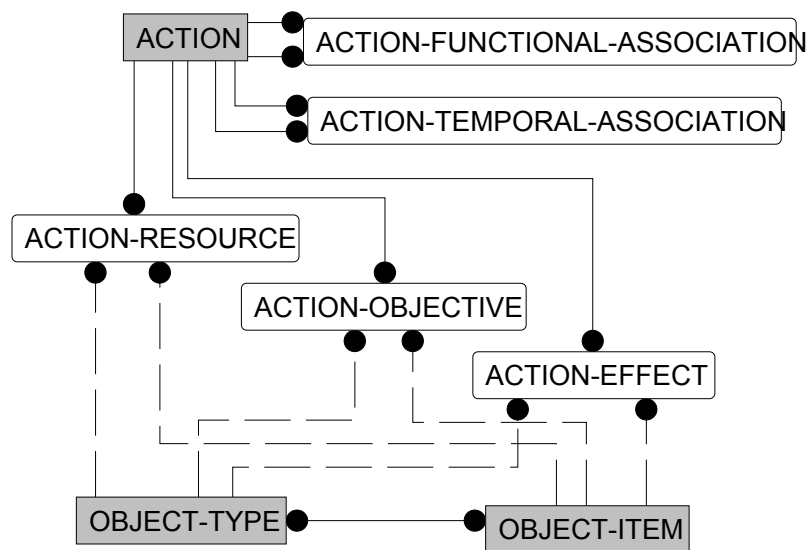 ACTION
ACTION-FUNCTIONAL-ASSOCIATION
ACTION-TEMPORAL-ASSOCIATION
ACTION-RESOURCE
ACTION-OBJECTIVE
ACTION-EFFECT
OBJECT-TYPE
OBJECT-ITEM